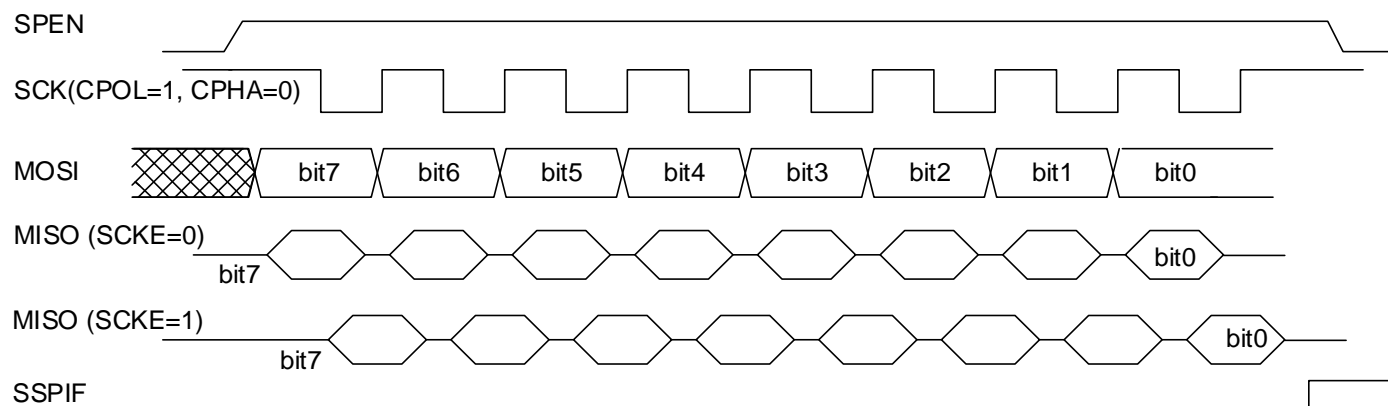 SPEN
SCK(CPOL=1, CPHA=0)
MOSI bit7 bit6 bit5 bit4 bit3 bit2 bit1 bit0
MISO (SCKE=0)
bit7 bit0
MISO (SCKE=1)
bit7 bit0
SSPIF